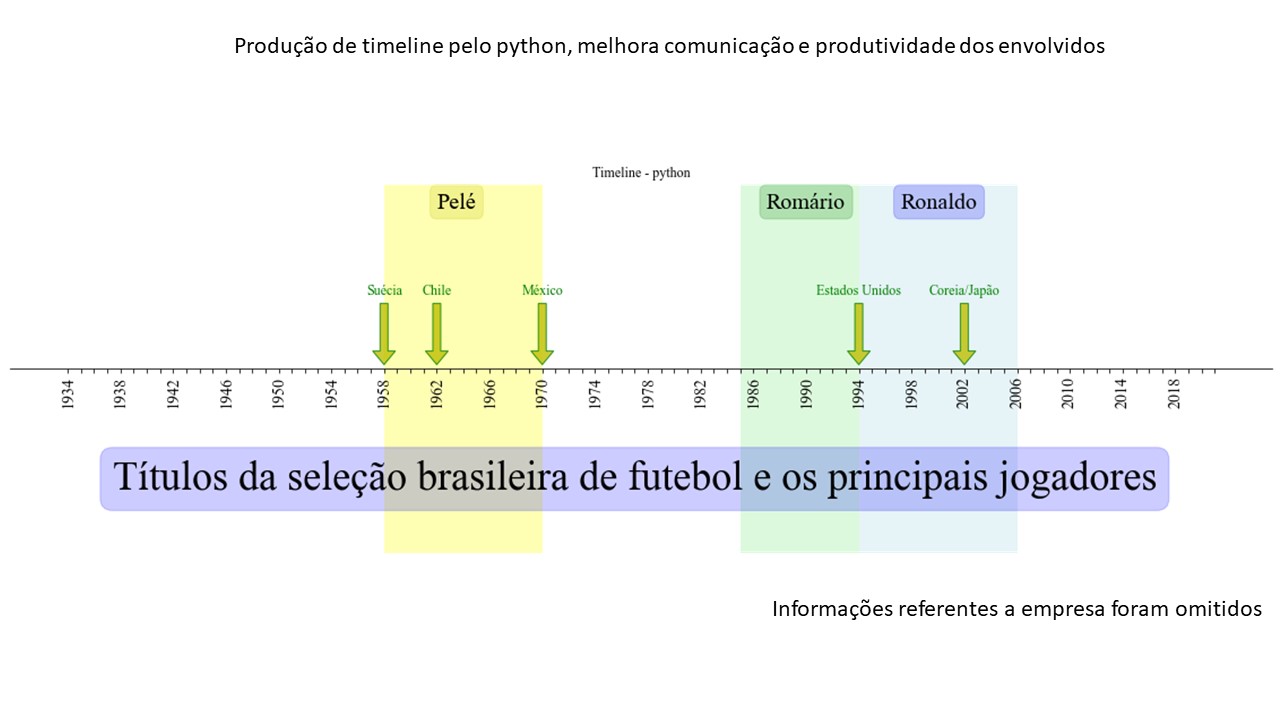 Produção de timeline pelo python, melhora comunicação e produtividade dos envolvidos
Timeline - python
Pelé Romário Ronaldo
Suécia Chile México Estados Unidos Coreia/Japão
1934 1938 1942 1946 1950 1954 1958 1962 1966 1970 1974 1978 1982 1986 1990 1994 1998 2002 2006 2010 2014 2018
Títulos da seleção brasileira de futebol e os principais jogadores
Informações referentes a empresa foram omitidos